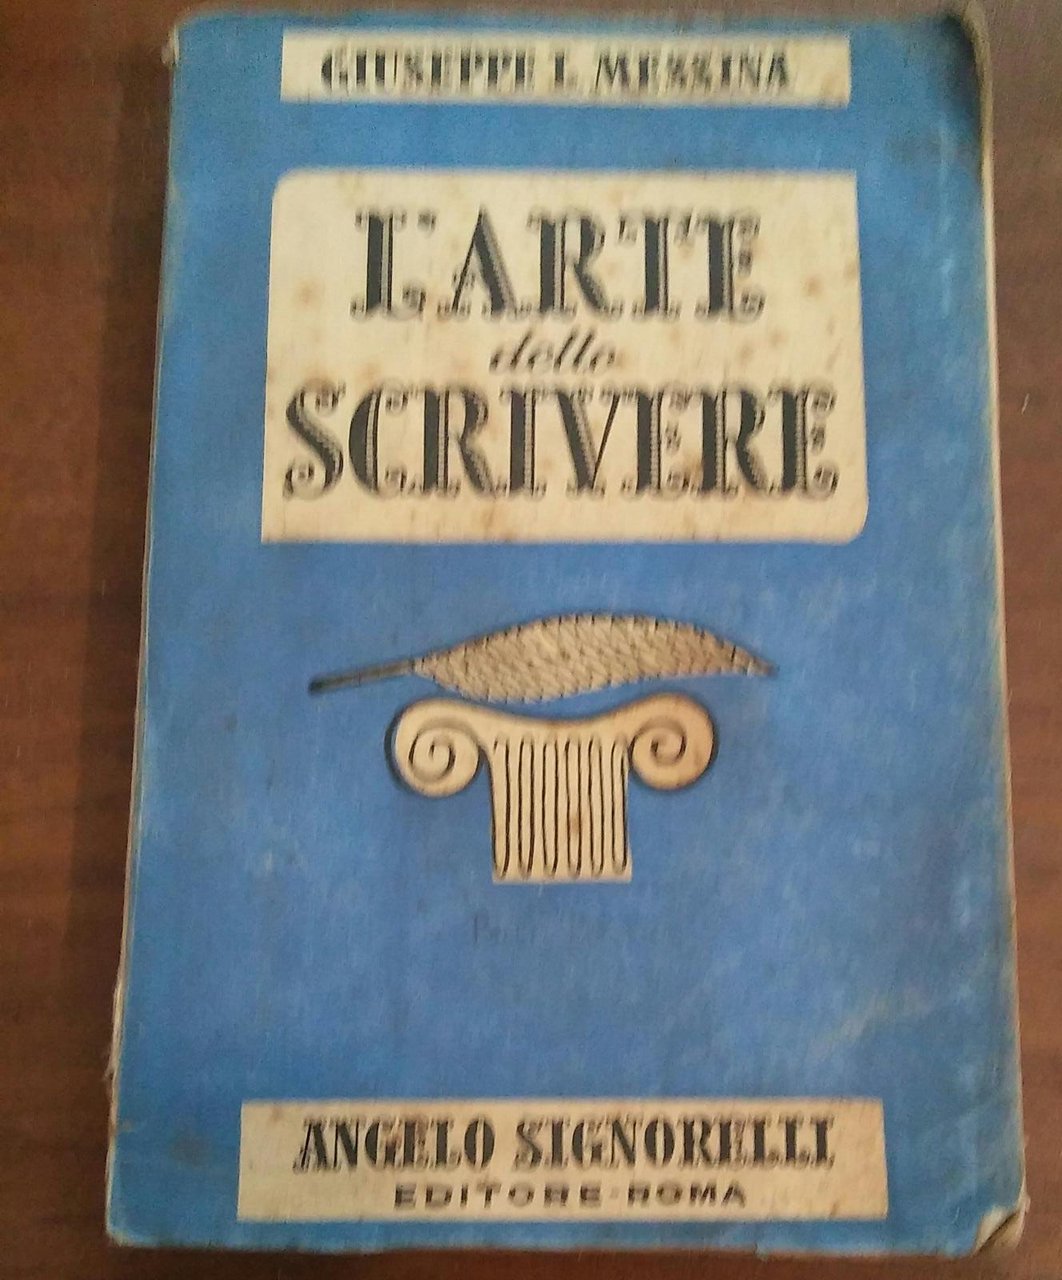 GIUSEPPE L. MESSINA
L'ARTE
dello
SCRIVERE
ANGELO SIGNORELLI
EDITORE - ROMA